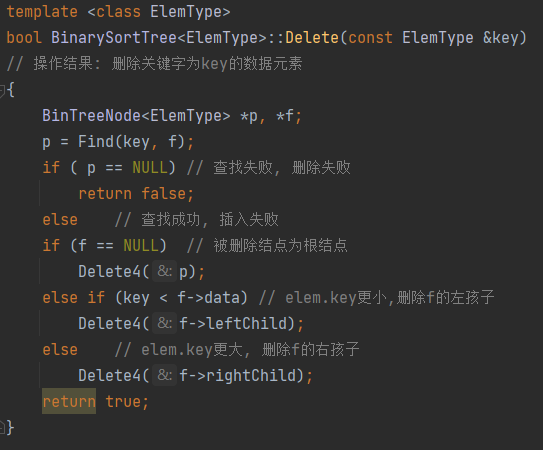 template <class ElemType>
bool BinarySortTree<ElemType>::Delete(const ElemType &key)
// 操作结果: 删除关键字为key的数据元素
{
    BinTreeNode<ElemType> *p, *f;
    p = Find(key, f);
    if ( p == NULL) // 查找失败, 删除失败
        return false;
    else    // 查找成功, 插入失败
    if (f == NULL)  // 被删除结点为根结点
        Delete4( &: p);
    else if (key < f->data) // elem.key更小,删除f的左孩子
        Delete4( &: f->leftChild);
    else    // elem.key更大, 删除f的右孩子
        Delete4( &: f->rightChild);
    return true;
}